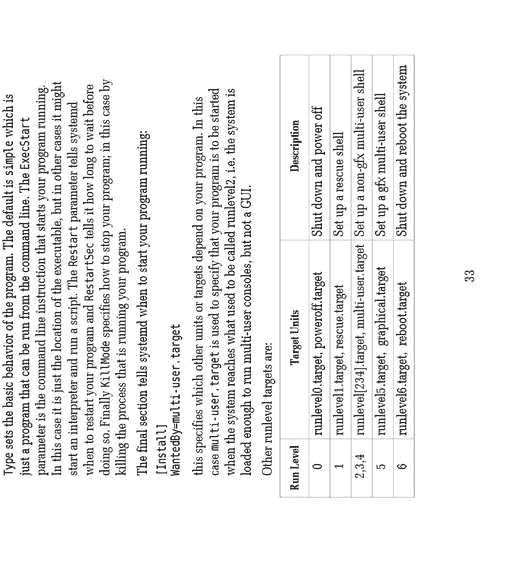 Type sets the basic behavior of the program. The default is simple which is
just a program that can be run from the command line. The ExecStart
parameter is the command line instruction that starts your program running.
In this case it is just the location of the executable, but in other cases it might
start an interpreter and run a script. The Restart parameter tells systemd
when to restart your program and RestartSec tells it how long to wait before
doing so. Finally KillMode specifies how to stop your program; in this case by
killing the process that is running your program.
The final section tells systemd when to start your program running:
[Install]
WantedBy=multi-user.target
this specifies which other units or targets depend on your program. In this
case multi-user.target is used to specify that your program is to be started
when the system reaches what used to be called runlevel2, i.e. the system is
loaded enough to run multi-user consoles, but not a GUI.
Other runlevel targets are:
Run Level Target Units Description
0 runlevel0.target, poweroff.target Shut down and power off
1 runlevel1.target, rescue.target Set up a rescue shell
2,3,4 runlevel[234].target, multi-user.target Set up a non-gfx multi-user shell
5 runlevel5.target, graphical.target Set up a gfx multi-user shell
6 runlevel6.target, reboot.target Shut down and reboot the system
33